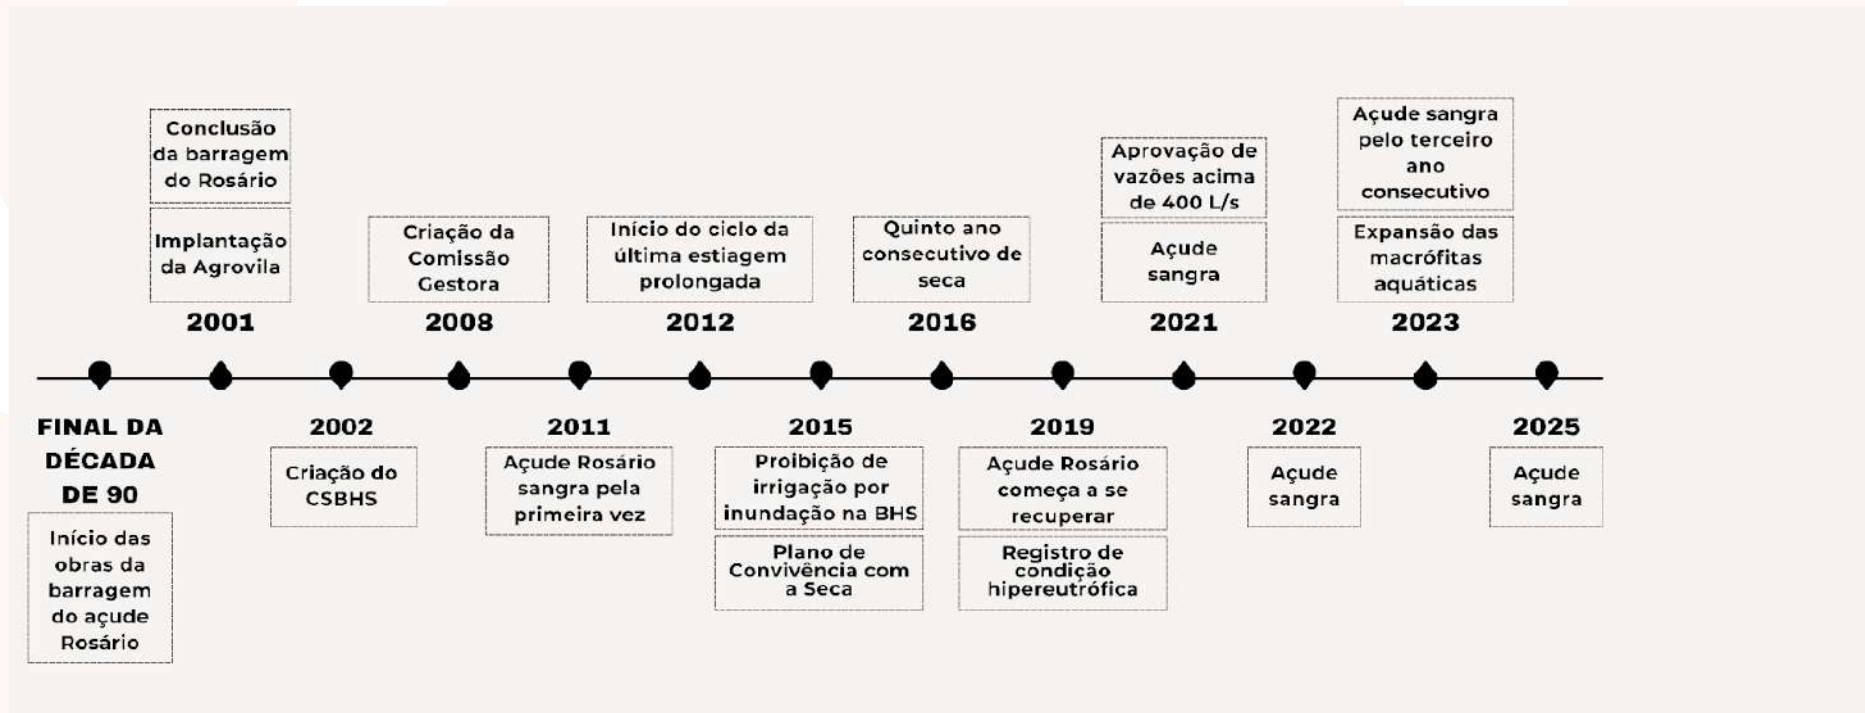 FINAL DA
DÉCADA
DE 90
Início das
obras da
barragem
do açude
Rosário
Conclusão
da barragem
do Rosário
Implantação
da Agrovila
2001
2002
Criação do
CSBHS
Criação da
Comissão
Gestora
2008
2011
Açude Rosário
sangra pela
primeira vez
Início do ciclo da
última estiagem
prolongada
2012
2015
Proibição de
irrigação por
inundação na BHS
Plano de
Convivência com
a Seca
Quinto ano
consecutivo de
seca
2016
2019
Açude Rosário
começa a se
recuperar
Registro de
condição
hipereutrófica
Aprovação de
vazões acima
de 400 L/s
Açude
sangra
2021
2022
Açude
sangra
Açude sangra
pelo terceiro
ano
consecutivo
Expansão das
macrófitas
aquáticas
2023
2025
Açude
sangra